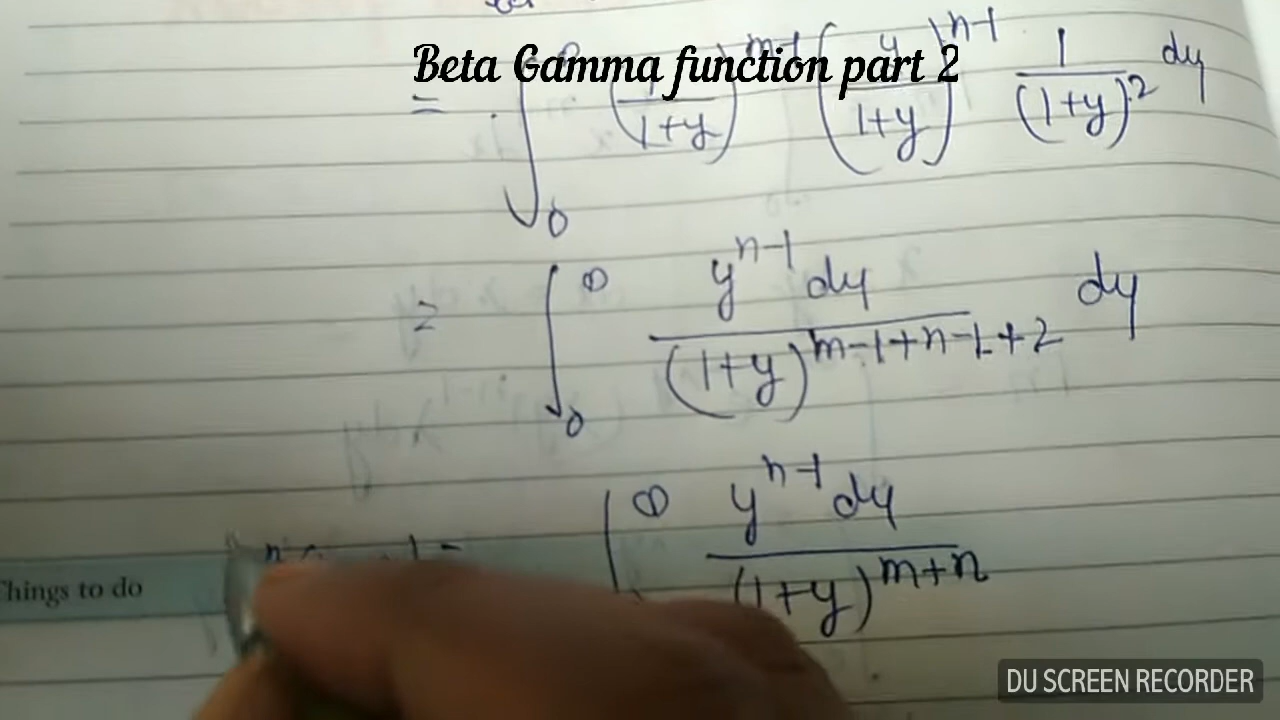 Beta Gamma function part 2
= ∫₀ (1/(1+y))^(m-1) (y/(1+y))^(n-1) 1/(1+y)^2 dy
= ∫₀^∞ y^(n-1) dy / (1+y)^(m-1+n-1+2) dy
∫ ^∞ y^(n-1) dy / (1+y)^(m+n)
Things to do
DU SCREEN RECORDER